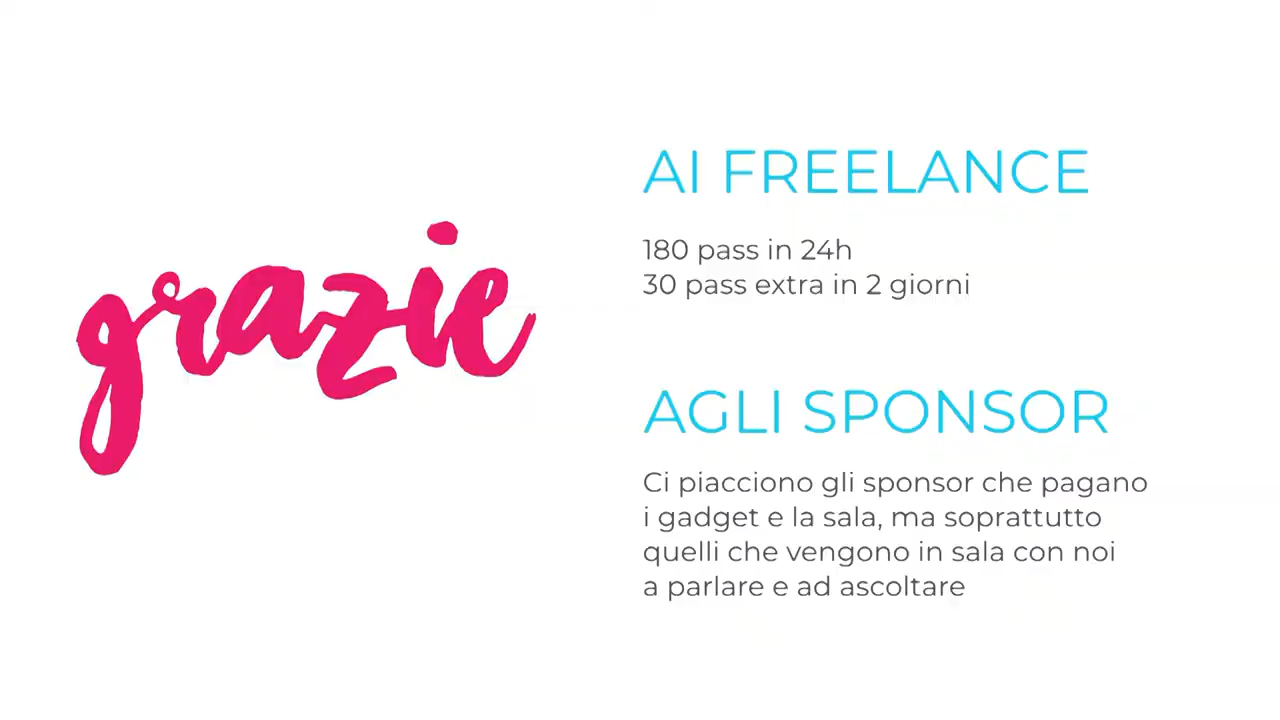 grazie
AI FREELANCE
180 pass in 24h
30 pass extra in 2 giorni
AGLI SPONSOR
Ci piacciono gli sponsor che pagano
i gadget e la sala, ma soprattutto
quelli che vengono in sala con noi
a parlare e ad ascoltare